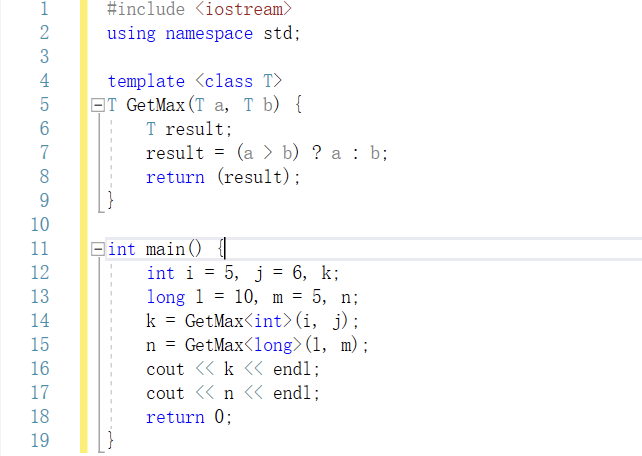 1 #include <iostream>
2 using namespace std;
3
4 template <class T>
5 T GetMax(T a, T b) {
6 T result;
7 result = (a > b) ? a : b;
8 return (result);
9 }
10
11 int main() {
12 int i = 5, j = 6, k;
13 long l = 10, m = 5, n;
14 k = GetMax<int>(i, j);
15 n = GetMax<long>(l, m);
16 cout << k << endl;
17 cout << n << endl;
18 return 0;
19 }